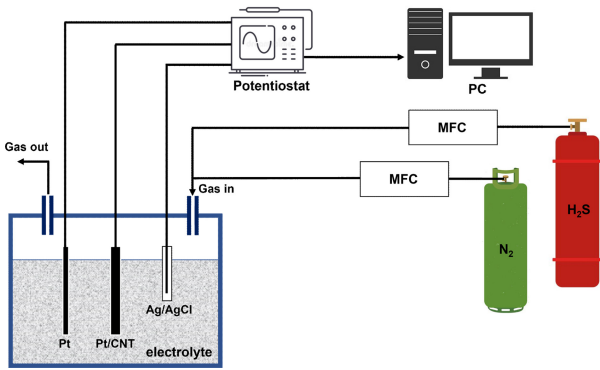 Potentiostat
PC
MFC
Gas out
MFC
Gas in
H₂S
N₂
Ag/AgCl
Pt
Pt/CNT
electrolyte